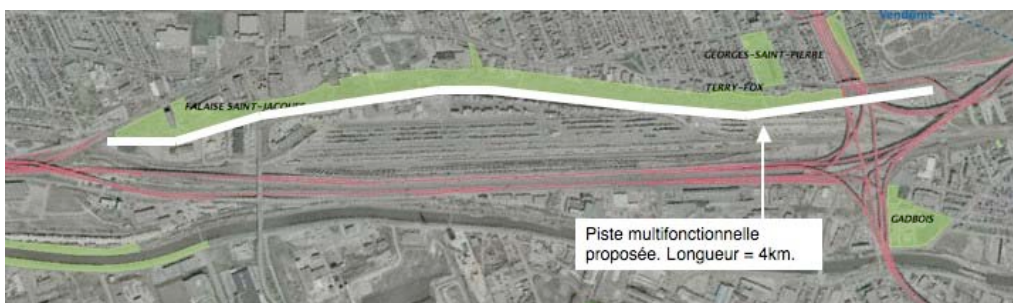 Vendôme
GEORGES-SAINT-PIERRE
TERRY-FOX
FALAISE SAINT-JACQUES
Piste multifonctionnelle
proposée. Longueur = 4km.
GADBOIS